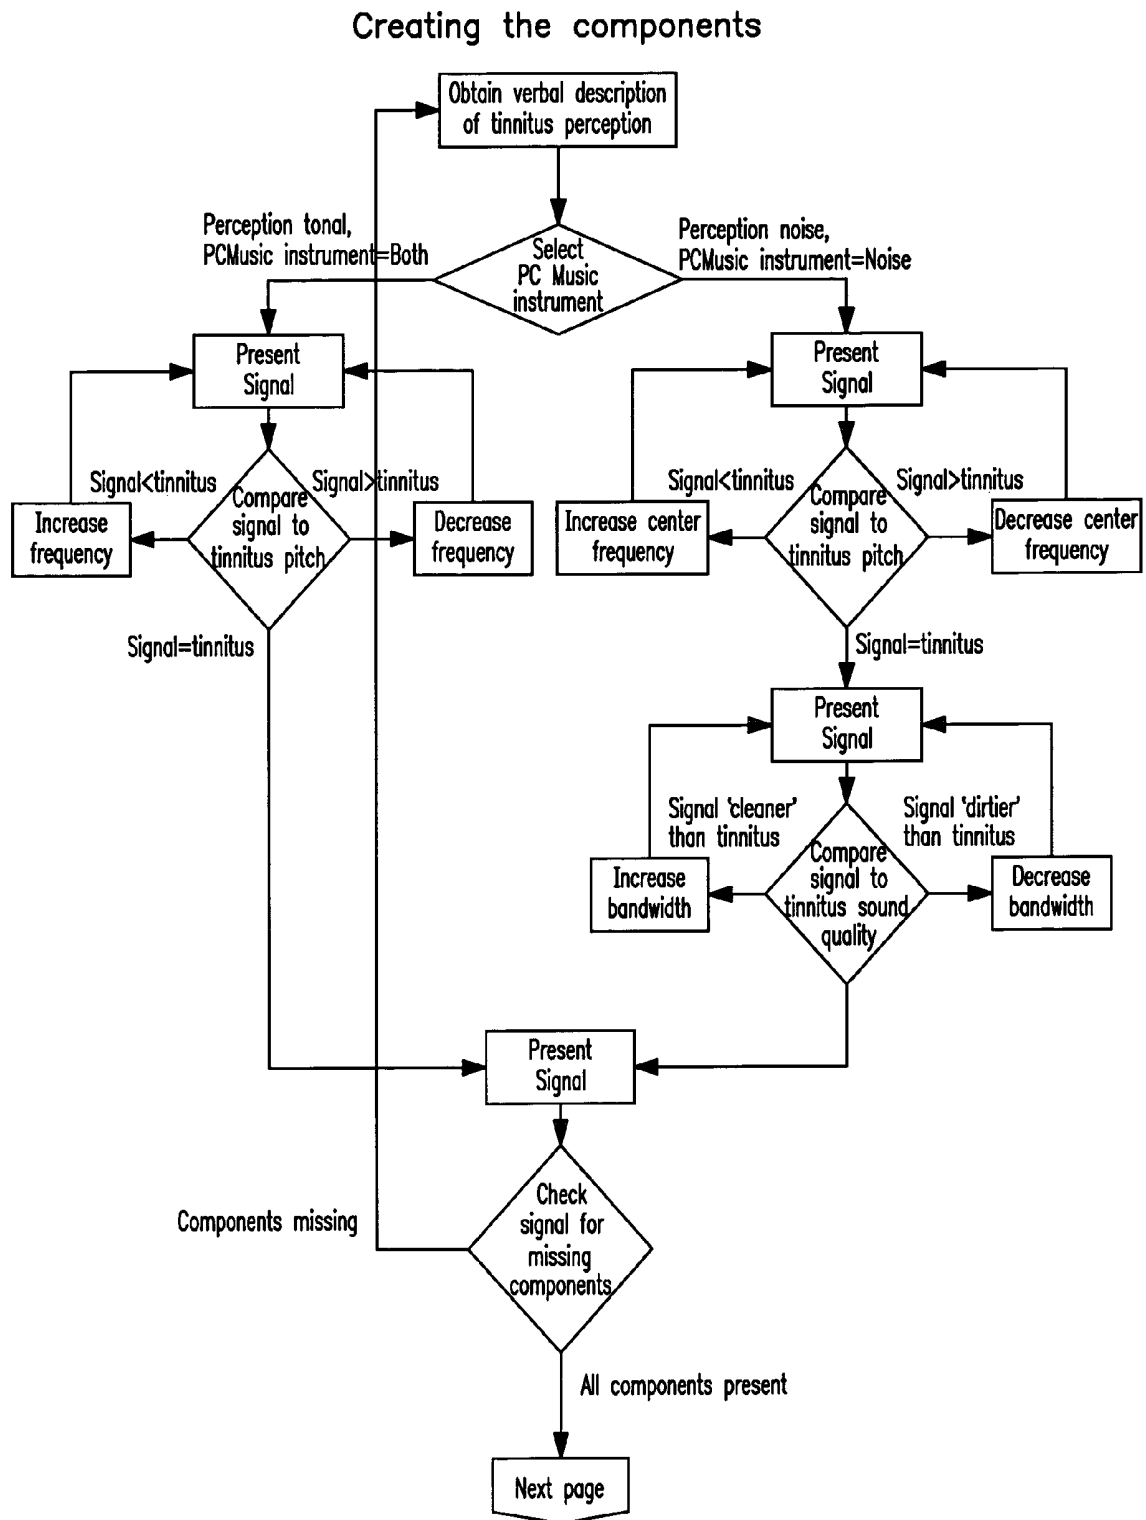 Creating the components
Obtain verbal description
of tinnitus perception
Perception tonal,
PCMusic instrument=Both
Select
PC Music
instrument
Perception noise,
PCMusic instrument=Noise
Present
Signal
Present
Signal
Signal<tinnitus
Compare
signal to
tinnitus pitch
Signal>tinnitus
Increase
frequency
Decrease
frequency
Signal<tinnitus
Compare
signal to
tinnitus pitch
Signal>tinnitus
Increase center
frequency
Decrease center
frequency
Signal=tinnitus
Signal=tinnitus
Present
Signal
Signal 'cleaner'
than tinnitus
Compare
signal to
tinnitus sound
quality
Signal 'dirtier'
than tinnitus
Increase
bandwidth
Decrease
bandwidth
Present
Signal
Check
signal for
missing
components
Components missing
All components present
Next page